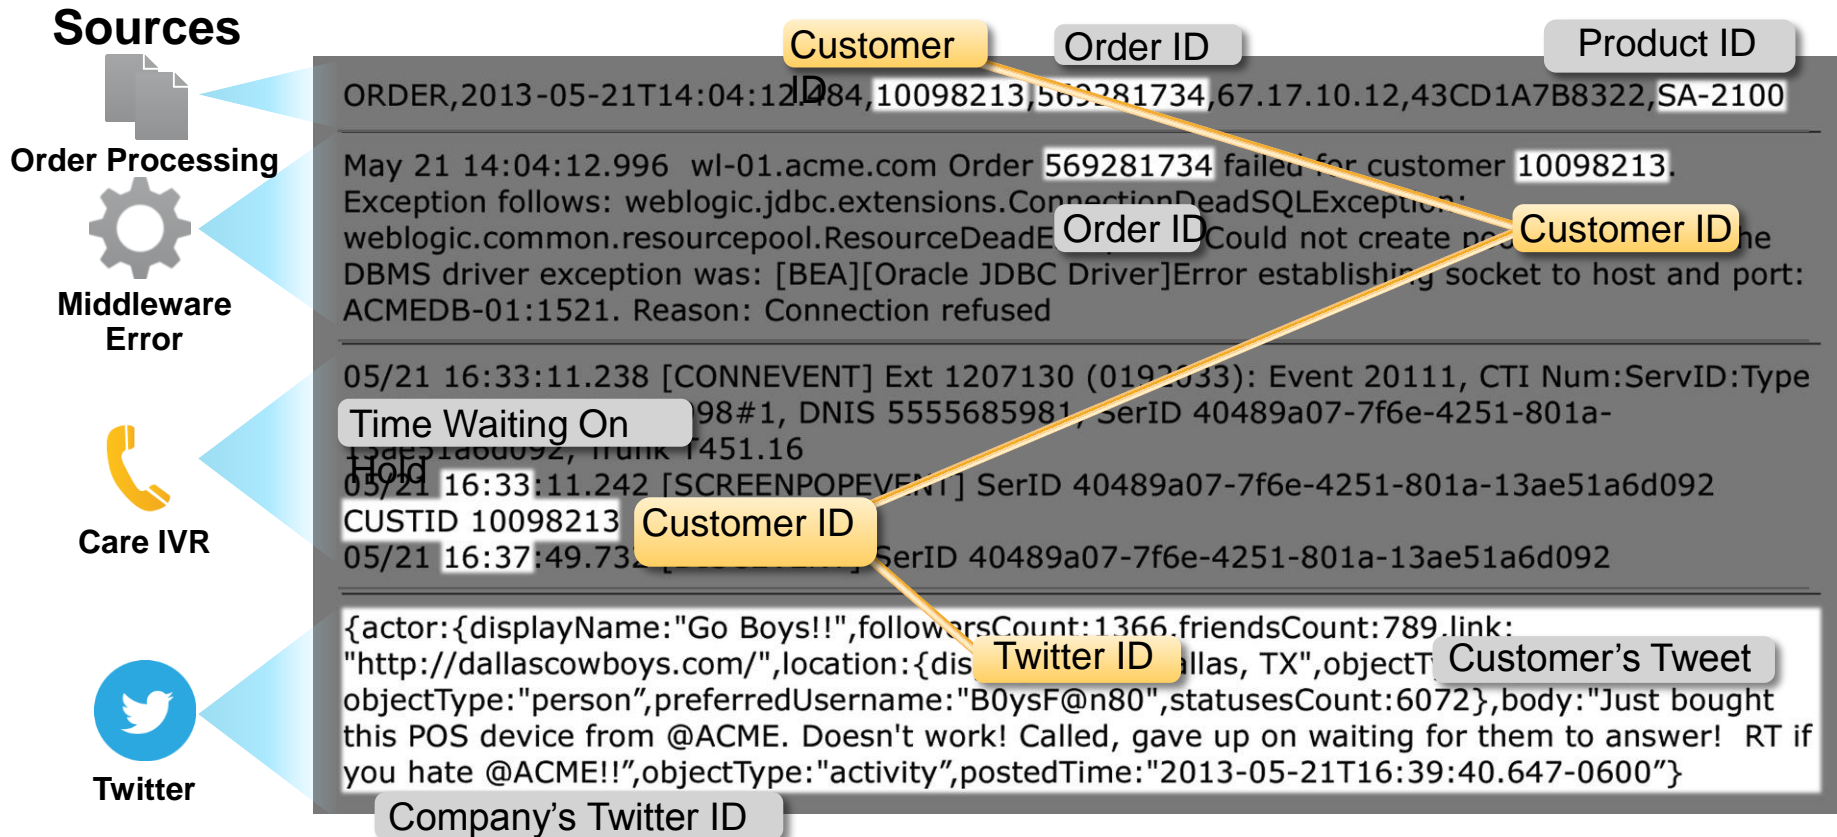 Sources
Customer
ID
Order ID
Product ID
ORDER,2013-05-21T14:04:12.484,10098213,569281734,67.17.10.12,43CD1A7B8322,SA-2100
Order Processing
May 21 14:04:12.996 wl-01.acme.com Order 569281734 failed for customer 10098213.
Exception follows: weblogic.jdbc.extensions.ConnectionDeadSQLException:
weblogic.common.resourcepool.ResourceDeadE Could not create he
Order ID
Customer ID
DBMS driver exception was: [BEA][Oracle JDBC Driver]Error establishing socket to host and port:
ACMEDB-01:1521. Reason: Connection refused
Middleware
Error
05/21 16:33:11.238 [CONNEVENT] Ext 1207130 (0192033): Event 20111, CTI Num:ServID:Type
98#1, DNIS 5555685981, SerID 40489a07-7f6e-4251-801a-
Time Waiting On
Hold
13ae51a6d092, Trunk T451.16
05/21 16:33:11.242 [SCREENPOPEVENT] SerID 40489a07-7f6e-4251-801a-13ae51a6d092
CUSTID 10098213
Customer ID
05/21 16:37:49.732 SerID 40489a07-7f6e-4251-801a-13ae51a6d092
Care IVR
{actor:{displayName:"Go Boys!!",followersCount:1366,friendsCount:789,link:
"http://dallascowboys.com/",location:{dis allas, TX",objectT
Twitter ID
Customer’s Tweet
objectType:"person”,preferredUsername:"B0ysF@n80",statusesCount:6072},body:"Just bought
this POS device from @ACME. Doesn't work! Called, gave up on waiting for them to answer! RT if
you hate @ACME!!”,objectType:"activity”,postedTime:"2013-05-21T16:39:40.647-0600”}
Twitter
Company’s Twitter ID